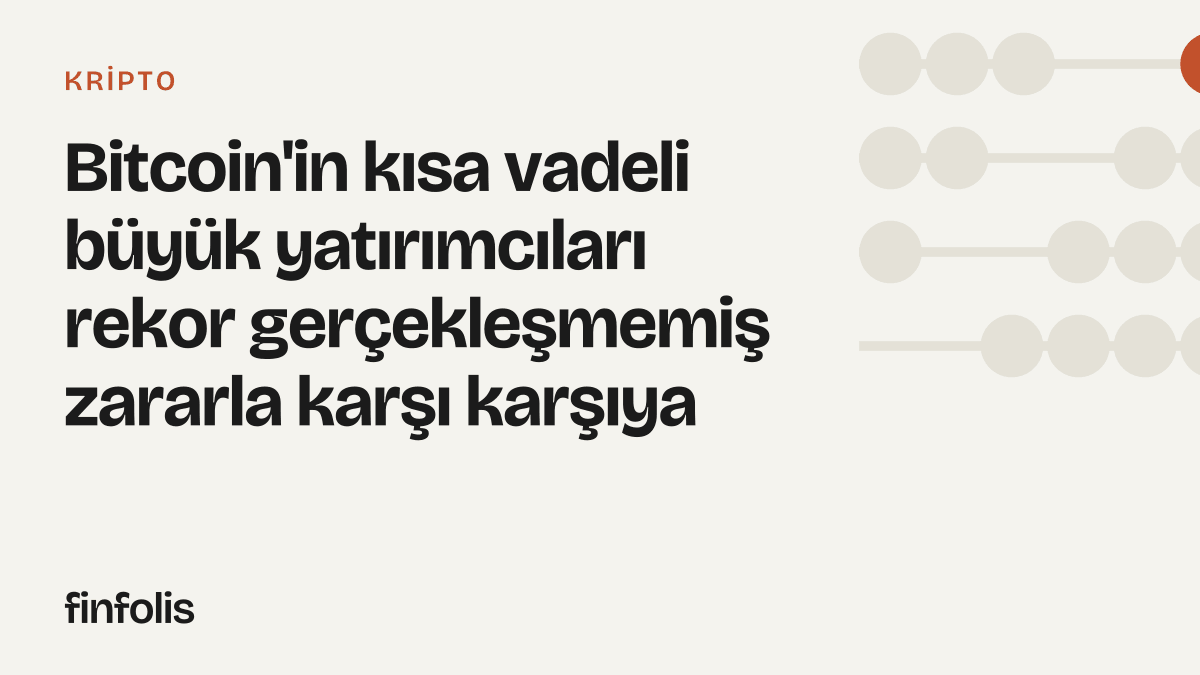 KRİPTO
Bitcoin'in kısa vadeli
büyük yatırımcıları
rekor gerçekleşmemiş
zararla karşı karşıya
finfolis